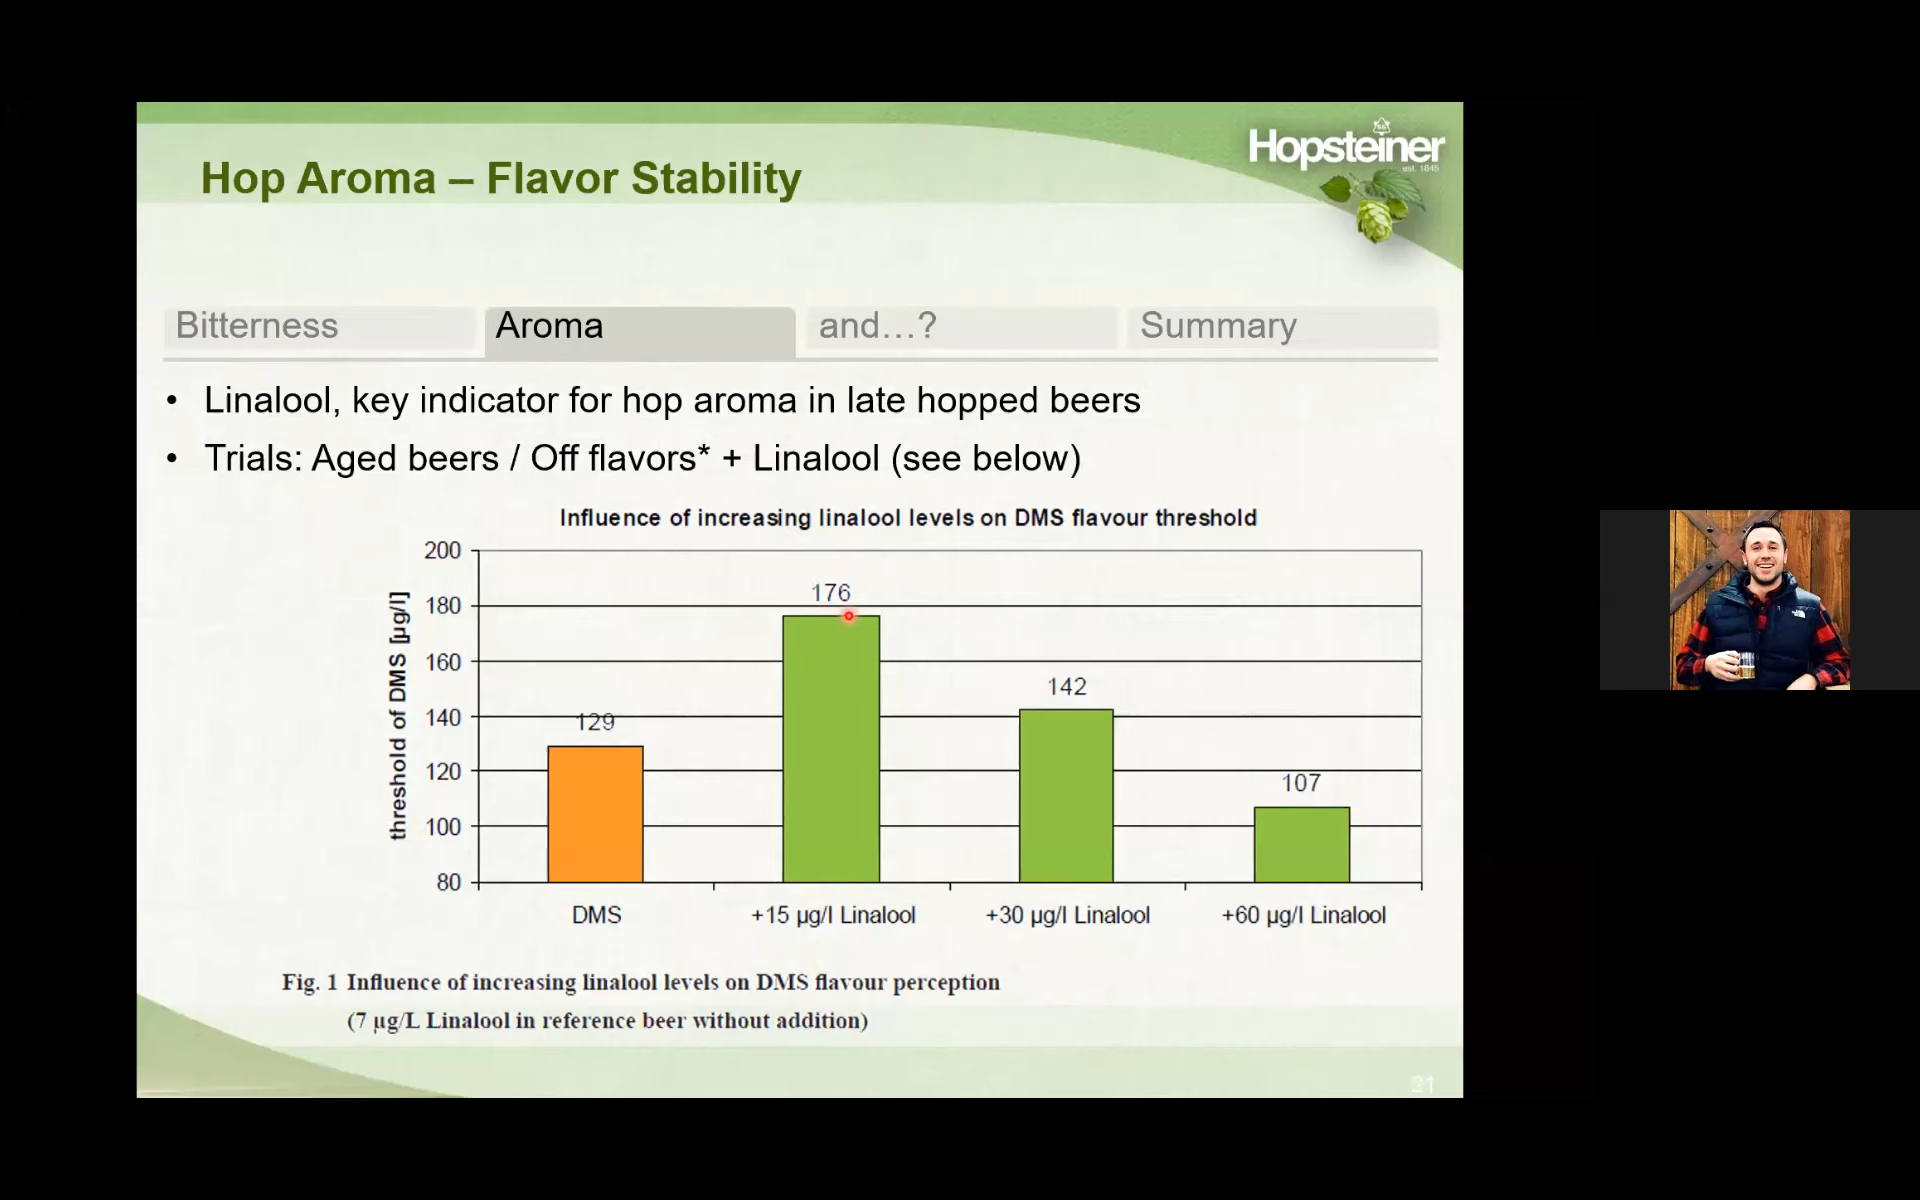 Hopsteiner
est. 1845
Hop Aroma – Flavor Stability
Bitterness
Aroma
and...?
Summary
• Linalool, key indicator for hop aroma in late hopped beers
• Trials: Aged beers / Off flavors* + Linalool (see below)
Influence of increasing linalool levels on DMS flavour threshold
threshold of DMS [µg/l]
200
180
160
140
120
100
80
129
176
142
107
DMS
+15 µg/l Linalool
+30 µg/l Linalool
+60 µg/l Linalool
Fig. 1 Influence of increasing linalool levels on DMS flavour perception
(7 µg/L Linalool in reference beer without addition)
21